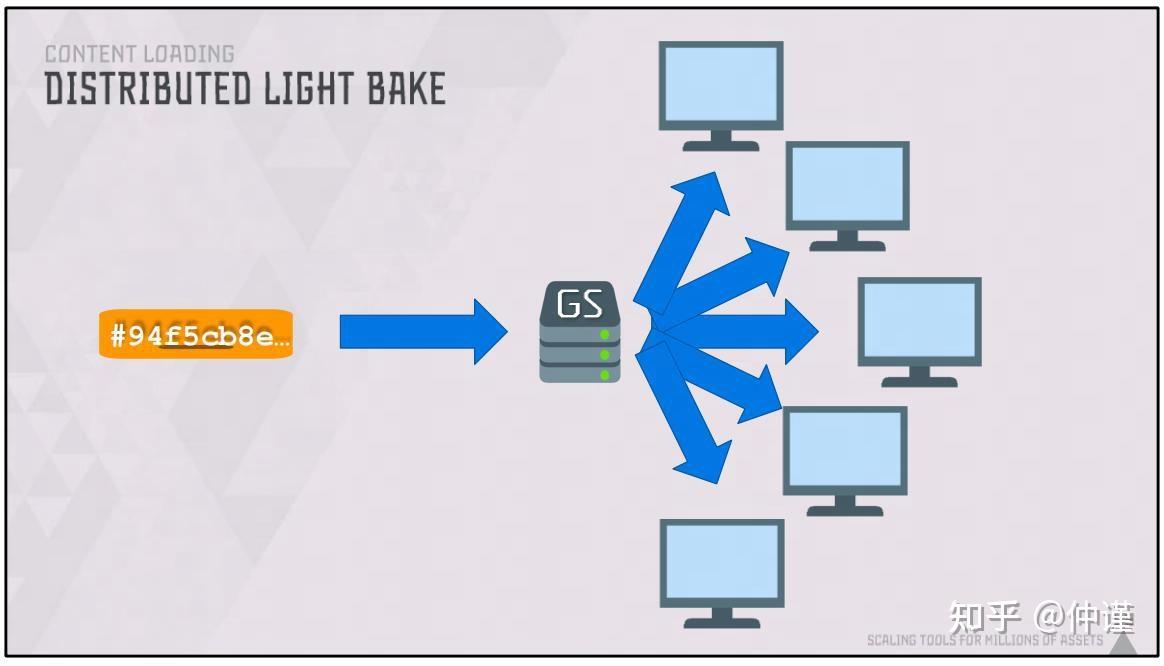 CONTENT LOADING
DISTRIBUTED LIGHT BAKE
GS
#94f5cb8e…
知乎 @仲谨
SCALING TOOLS FOR MILLIONS OF ASSETS